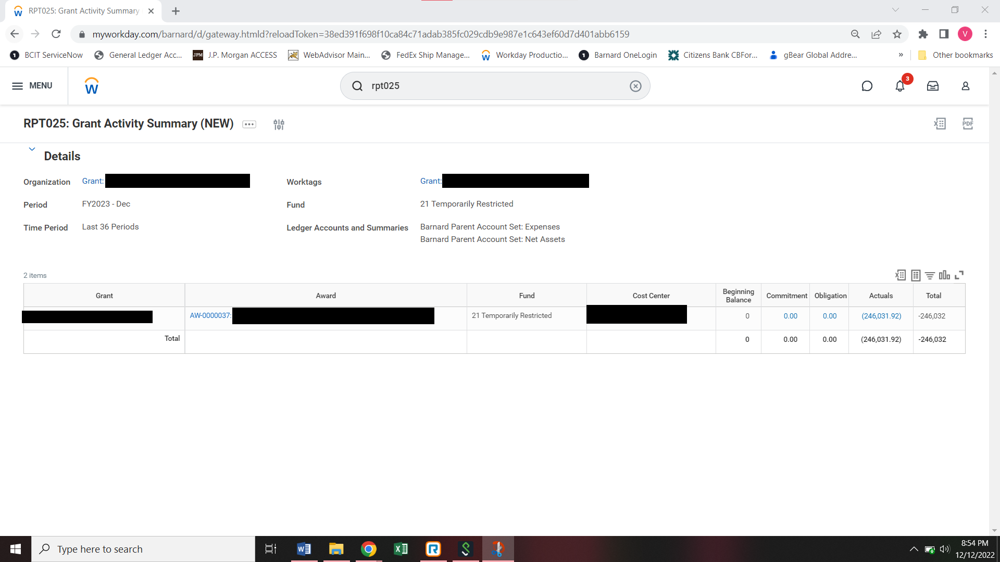 RPT025: Grant Activity Summary
myworkday.com/barnard/d/gateway.htmld?reloadToken=38ed391f698f10ca84c71adab385fc029cdb9e987e1c643ef60d7d401abb6159
V
BCIT ServiceNow General Ledger Acc... J.P. Morgan ACCESS WebAdvisor Main... FedEx Ship Manage... Workday Productio... Barnard OneLogin Citizens Bank CBFor... gBear Global Addre... » Other bookmarks
MENU
rpt025
3
RPT025: Grant Activity Summary (NEW)
PDF
Details
Organization Grant: Worktags Grant:
Period FY2023 - Dec Fund 21 Temporarily Restricted
Time Period Last 36 Periods Ledger Accounts and Summaries Barnard Parent Account Set: Expenses
Barnard Parent Account Set: Net Assets
2 items
Grant Award Fund Cost Center Beginning Balance Commitment Obligation Actuals Total
AW-0000037: 21 Temporarily Restricted 0 0.00 0.00 (246,031.92) -246,032
Total 0 0.00 0.00 (246,031.92) -246,032
Type here to search
8:54 PM
12/12/2022